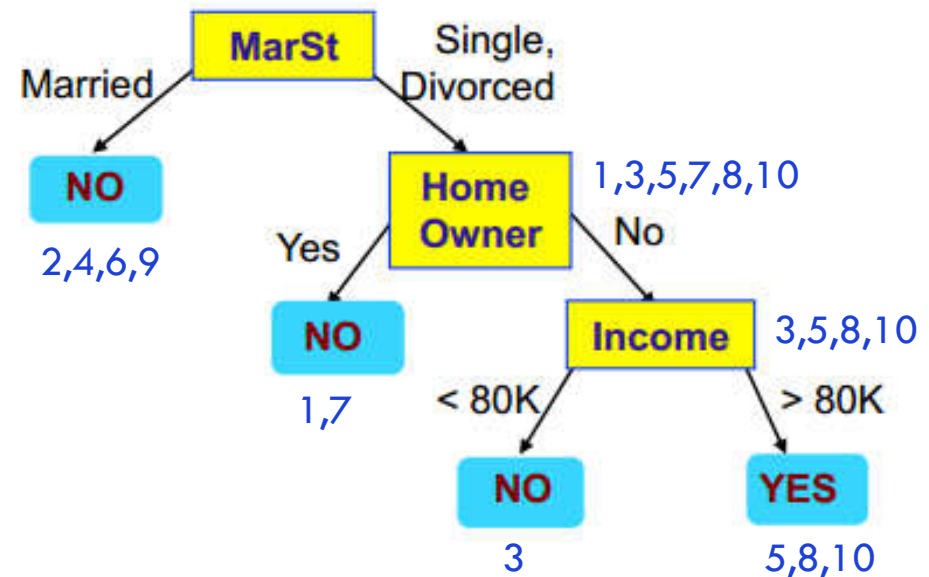 MarSt
Single,
Divorced
Married
NO
2,4,6,9
Home
Owner
1,3,5,7,8,10
Yes
No
NO
1,7
Income
3,5,8,10
< 80K
> 80K
NO
YES
3
5,8,10